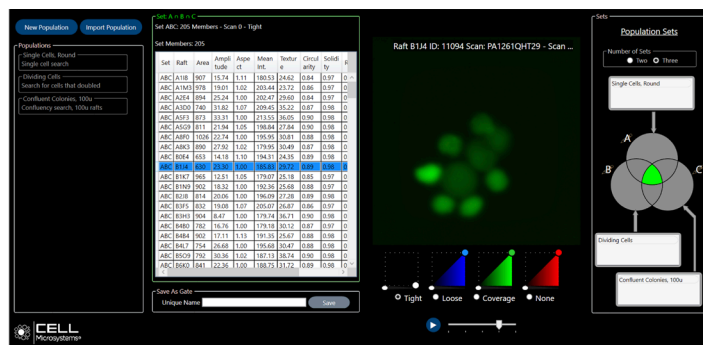 New Population Import Population
Populations
Single Cells, Round
Single cell search
Dividing Cells
Search for cells that doubled
Confluent Colonies, 100u
Confluency search, 100u rafts
Set: A ∩ B ∩ C
Set ABC: 205 Members - Scan 0 - Tight
Set Members: 205
Set Raft Area Ampli tude Aspe ct Mean Int. Textur e Circul arity Solidi ty
ABC A1I8 907 15.74 1.11 180.53 24.62 0.84 0.97
ABC A1M3 978 19.01 1.02 203.44 23.72 0.86 0.97
ABC A2E4 894 25.24 1.00 202.47 29.60 0.84 0.97
ABC A3D0 740 31.82 1.07 209.45 35.22 0.87 0.98
ABC A5F3 873 33.31 1.00 213.55 36.05 0.90 0.98
ABC A5G9 811 21.94 1.05 198.84 27.84 0.90 0.98
ABC A8F0 1026 22.74 1.00 195.95 30.81 0.88 0.98
ABC A8K3 890 27.92 1.02 179.95 30.49 0.87 0.98
ABC B0E4 653 14.18 1.10 194.31 24.35 0.89 0.98
ABC B1J4 630 25.30 1.00 185.83 29.72 0.89 0.98
ABC B1K7 965 12.51 1.05 179.07 25.18 0.85 0.97
ABC B1N9 902 18.32 1.00 192.36 25.68 0.88 0.97
ABC B2J8 814 20.06 1.00 196.09 27.28 0.89 0.98
ABC B3F5 832 19.08 1.07 205.07 26.87 0.86 0.97
ABC B3H3 904 8.47 1.00 179.74 36.71 0.90 0.98
ABC B4B0 782 16.76 1.00 179.18 30.12 0.87 0.97
ABC B4B4 902 17.11 1.13 191.35 25.67 0.88 0.97
ABC B4L7 754 26.68 1.00 195.68 30.47 0.88 0.98
ABC B5O9 792 30.36 1.02 187.13 38.74 0.90 0.98
ABC B6K0 841 22.36 1.00 188.75 31.72 0.89 0.98
Save As Gate
Unique Name Save
Raft B1J4 ID: 11094 Scan: PA1261QHT29 - Scan ...
Tight Loose Coverage None
Sets
Population Sets
Number of Sets
Two Three
Single Cells, Round
A
B C
Dividing Cells
Confluent Colonies, 100u
CELL
Microsystems®